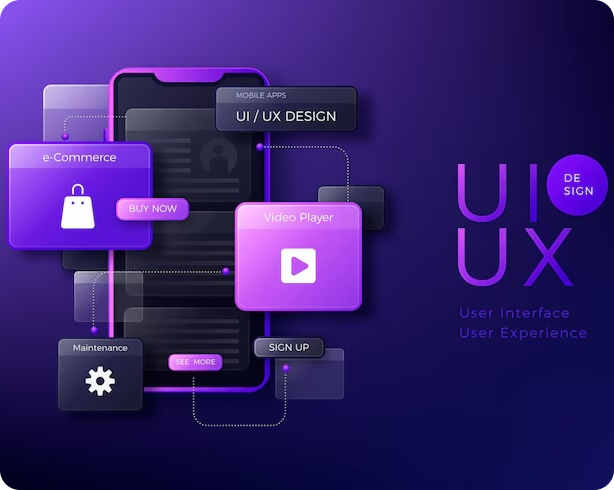 MOBILE APPS
UI / UX DESIGN
e-Commerce
BUY NOW
Video Player
Maintenance
SEE MORE
SIGN UP
UI
DE
SIGN
UX
User Interface
User Experience